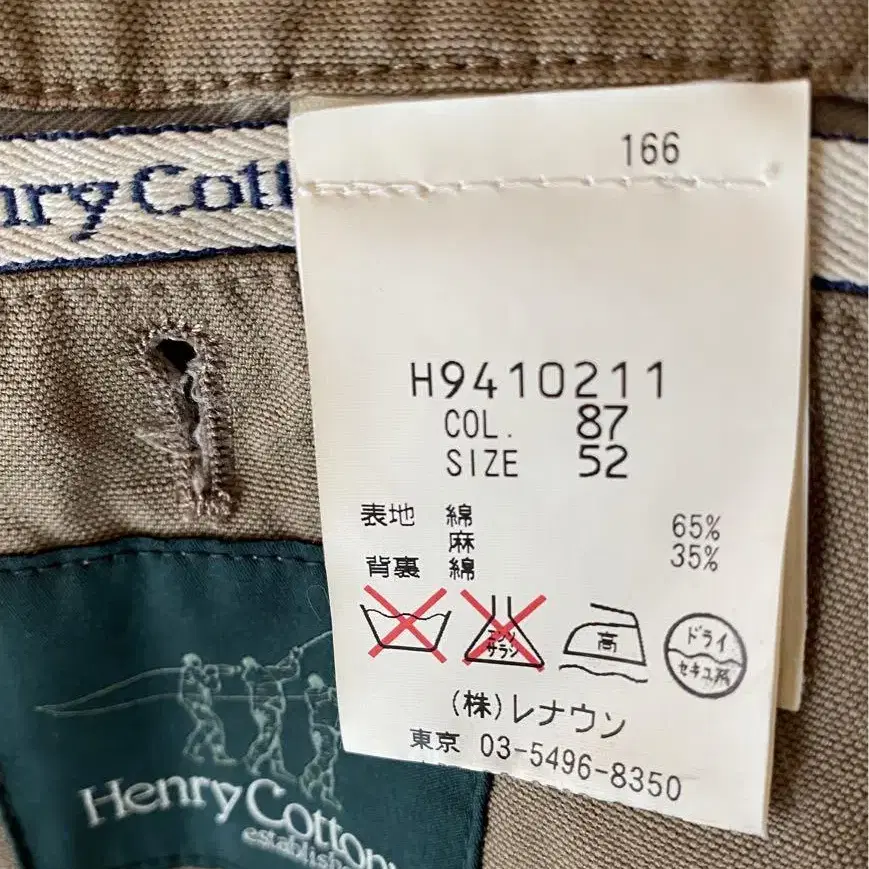 166
nry Cott
H9410211
COL. 87
SIZE 52
表地 綿 65%
麻 35%
背裏 綿
エンソ
サラシ
高
ドライ
セキユ系
(株)レナウン
東京 03-5496-8350
Henry Cotton
establishe